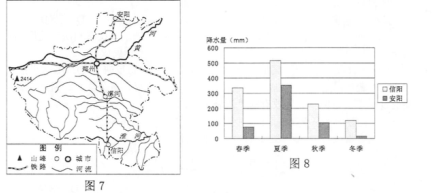 安阳
黄
河
郑州
2414
漯河
淮
河
信阳
图 例
▲ 山峰 城市
铁路 河流
图 7
降水量（mm）
600
500
400
300
200
100
0
春季 夏季 秋季 冬季
信阳
安阳
图 8